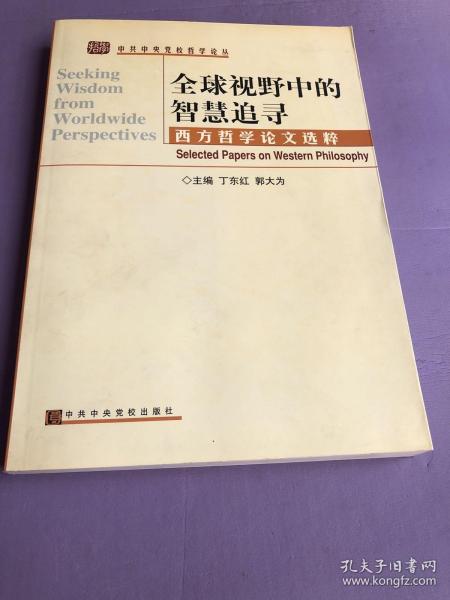 中共中央党校哲学论丛
Seeking
Wisdom
from
Worldwide
Perspectives
全球视野中的
智慧追寻
西方哲学论文选粹
Selected Papers on Western Philosophy
◇主编 丁东红 郭大为
中共中央党校出版社
孔夫子旧书网
www.kongfz.com